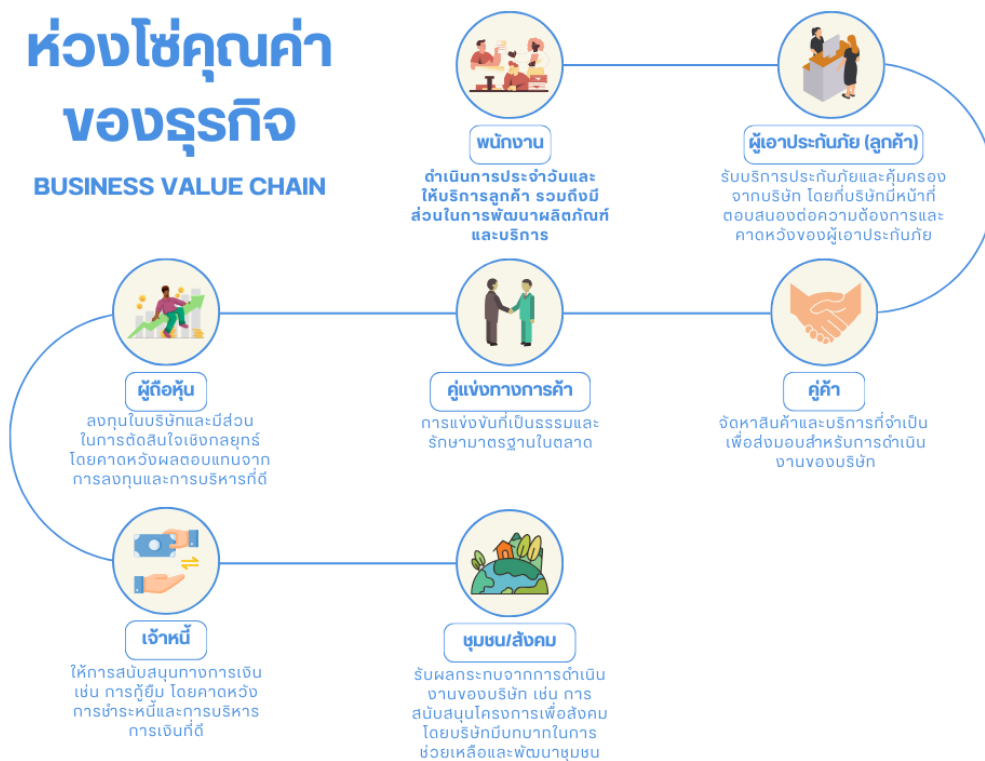 ห่วงโซ่คุณค่า
ของธุรกิจ
BUSINESS VALUE CHAIN
พนักงาน
ดำเนินการประจำวันและ
ให้บริการลูกค้า รวมถึงมี
ส่วนในการพัฒนาผลิตภัณฑ์
และบริการ
ผู้เอาประกันภัย (ลูกค้า)
รับบริการประกันภัยและคุ้มครอง
จากบริษัท โดยที่บริษัทมีหน้าที่
ตอบสนองต่อความต้องการและ
คาดหวังของผู้เอาประกันภัย
ผู้ถือหุ้น
ลงทุนในบริษัทและมีส่วน
ในการตัดสินใจเชิงกลยุทธ์
โดยคาดหวังผลตอบแทนจาก
การลงทุนและการบริหารที่ดี
คู่แข่งทางการค้า
การแข่งขันที่เป็นธรรมและ
รักษามาตรฐานในตลาด
คู่ค้า
จัดหาสินค้าและบริการที่จำเป็น
เพื่อส่งมอบสำหรับการดำเนิน
งานของบริษัท
เจ้าหนี้
ให้การสนับสนุนทางการเงิน
เช่น การกู้ยืม โดยคาดหวัง
การชำระหนี้และการบริหาร
การเงินที่ดี
ชุมชน/สังคม
รับผลกระทบจากการดำเนิน
งานของบริษัท เช่น การ
สนับสนุนโครงการเพื่อสังคม
โดยบริษัทมีบทบาทในการ
ช่วยเหลือและพัฒนาชุมชน